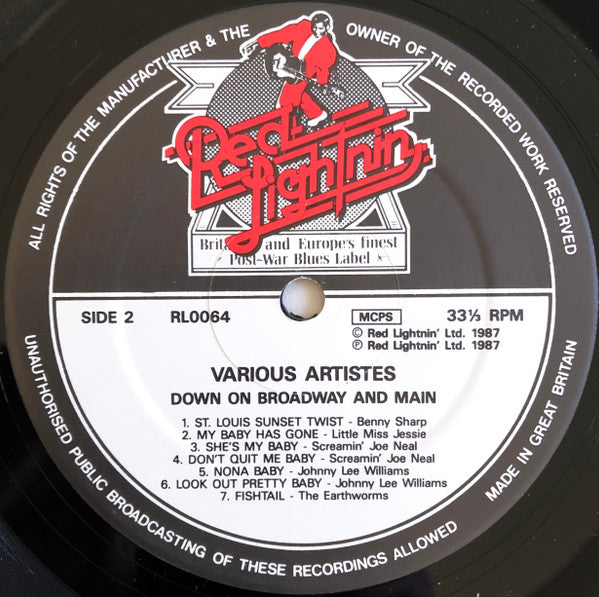 ALL RIGHTS OF THE MANUFACTURER & THE OWNER OF THE RECORDED WORK RESERVED
Red
Lightnin'
and Europe's finest
Post-War Blues Label
SIDE 2 RL0064 MCPS 33⅓ RPM
© Red Lightnin' Ltd. 1987
℗ Red Lightnin' Ltd. 1987
VARIOUS ARTISTES
DOWN ON BROADWAY AND MAIN
1. ST. LOUIS SUNSET TWIST - Benny Sharp
2. MY BABY HAS GONE - Little Miss Jessie
3. SHE'S MY BABY - Screamin' Joe Neal
4. DON'T QUIT ME BABY - Screamin' Joe Neal
5. NONA BABY - Johnny Lee Williams
6. LOOK OUT PRETTY BABY - Johnny Lee Williams
7. FISHTAIL - The Earthworms
UNAUTHORISED PUBLIC BROADCASTING OF THESE RECORDINGS ALLOWED
MADE IN GREAT BRITAIN